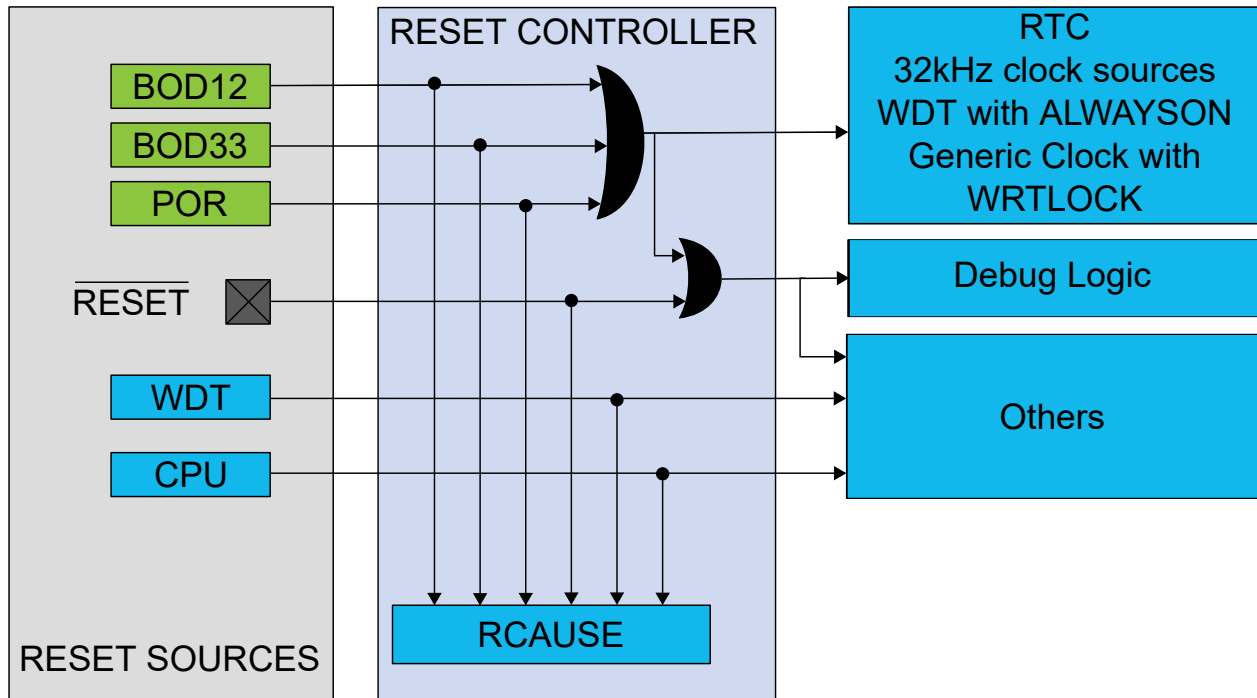 RESET SOURCES
BOD12
BOD33
POR
RESET
WDT
CPU
RESET CONTROLLER
RCAUSE
RTC
32kHz clock sources
WDT with ALWAYSON
Generic Clock with
WRTLOCK
Debug Logic
Others